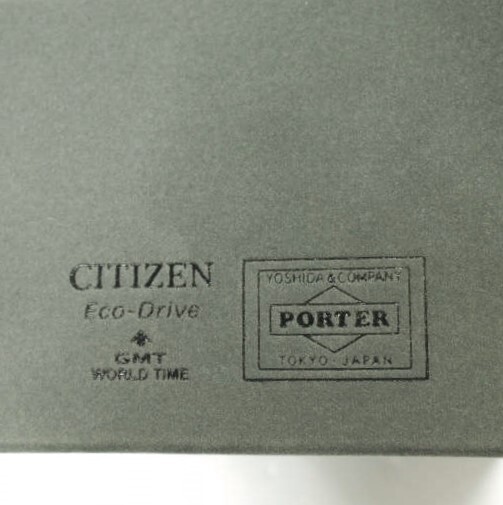 CITIZEN
Eco-Drive
GMT
WORLD TIME
YOSHIDA & COMPANY
PORTER
TOKYO - JAPAN